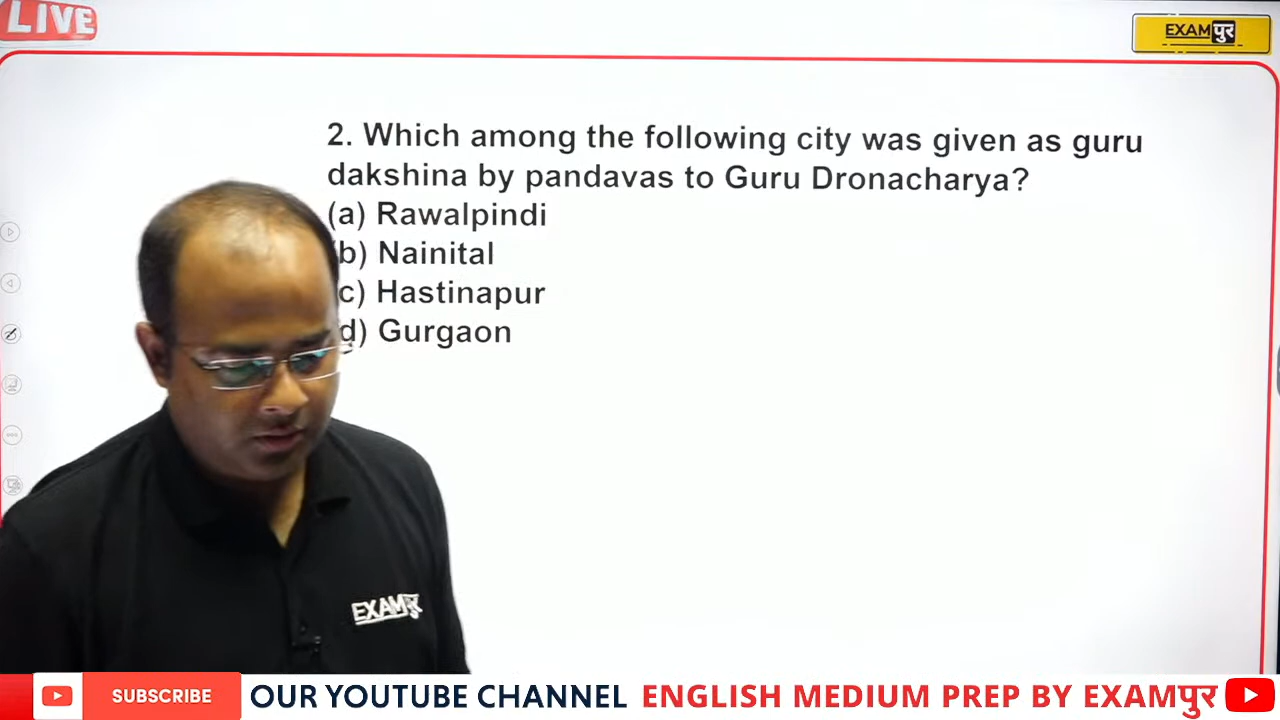 LIVE
EXAMपुर
2. Which among the following city was given as guru
dakshina by pandavas to Guru Dronacharya?
(a) Rawalpindi
b) Nainital
c) Hastinapur
d) Gurgaon
EXAMपुर
SUBSCRIBE OUR YOUTUBE CHANNEL ENGLISH MEDIUM PREP BY EXAMपुर